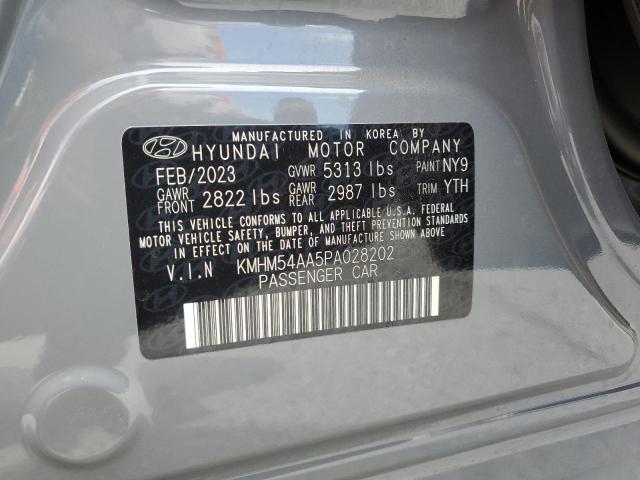 MANUFACTURED IN KOREA BY
HYUNDAI MOTOR COMPANY
FEB/2023 GVWR 5313 lbs PAINT NY9
GAWR FRONT 2822 lbs GAWR REAR 2987 lbs TRIM YTH
THIS VEHICLE CONFORMS TO ALL APPLICABLE U.S.A. FEDERAL
MOTOR VEHICLE SAFETY, BUMPER, AND THEFT PREVENTION STANDARDS
IN EFFECT ON THE DATE OF MANUFACTURE SHOWN ABOVE.
V.I.N KMHM54AA5PA028202
PASSENGER CAR